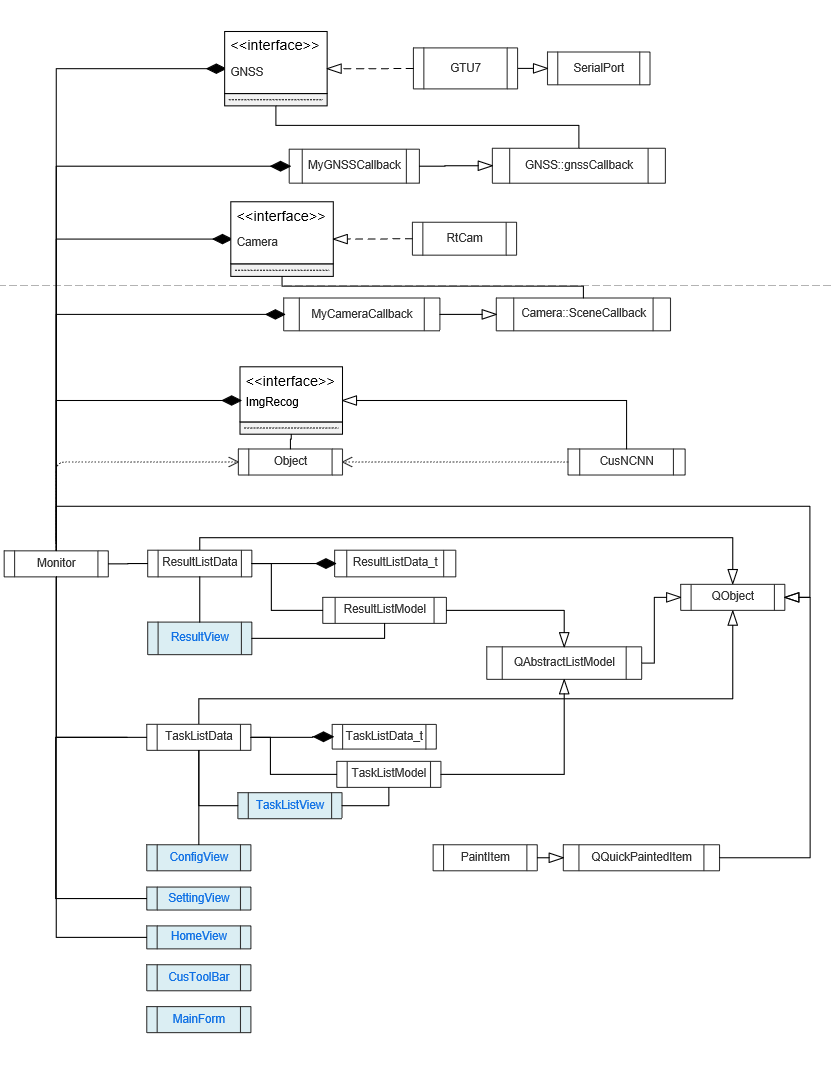 <<interface>>
GNSS
GTU7
SerialPort
MyGNSSCallback
GNSS::gnssCallback
<<interface>>
Camera
RtCam
MyCameraCallback
Camera::SceneCallback
<<interface>>
ImgRecog
Object
CusNCNN
Monitor
ResultListData
ResultListData_t
QObject
ResultListModel
ResultView
QAbstractListModel
TaskListData
TaskListData_t
TaskListModel
TaskListView
ConfigView
PaintItem
QQuickPaintedItem
SettingView
HomeView
CusToolBar
MainForm